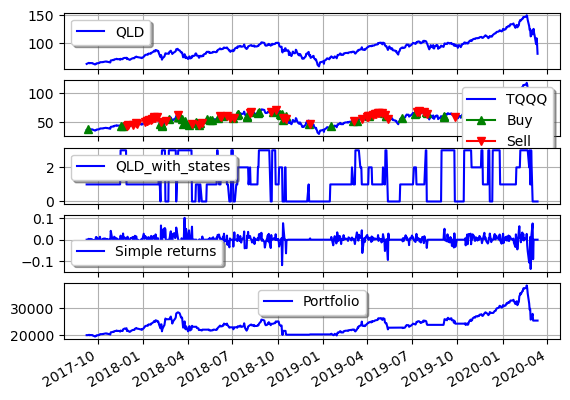 150
QLD
100
100
TQQQ
Buy
50
Sell
QLD_with_states
2
0
0.1
0.0
Simple returns
−0.1
Portfolio
30000
20000
2017-10 2018-01 2018-04 2018-07 2018-10 2019-01 2019-04 2019-07 2019-10 2020-01 2020-04